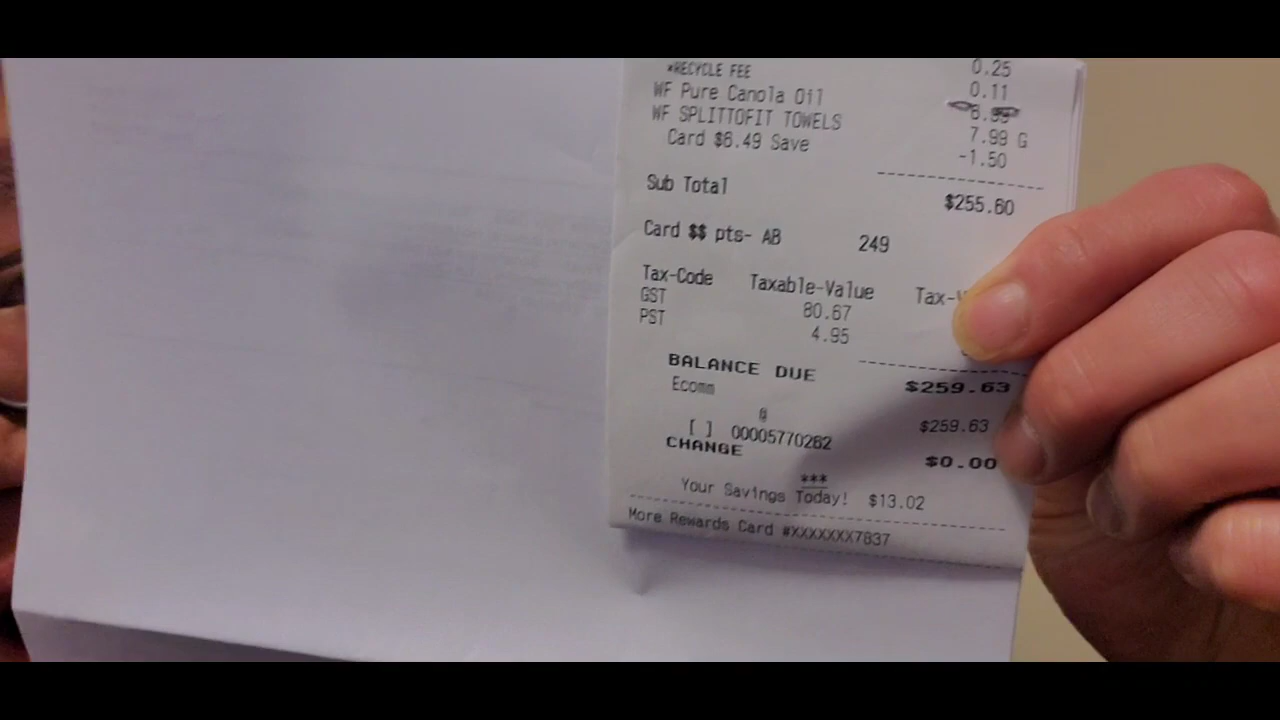 0.25
*RECYCLE FEE 0.11
WF Pure Canola Oil
WF SPLITTOFIT TOWELS 7.99 G
Card $6.49 Save -1.50
Sub Total $255.60
Card $$ pts- AB 249
Tax-Code Taxable-Value Tax-V
GST 80.67
PST 4.95
BALANCE DUE $259.63
Ecomm $259.63
@
[ ] 00005770262
CHANGE $0.00
***
Your Savings Today! $13.02
More Rewards Card #XXXXXXX7837